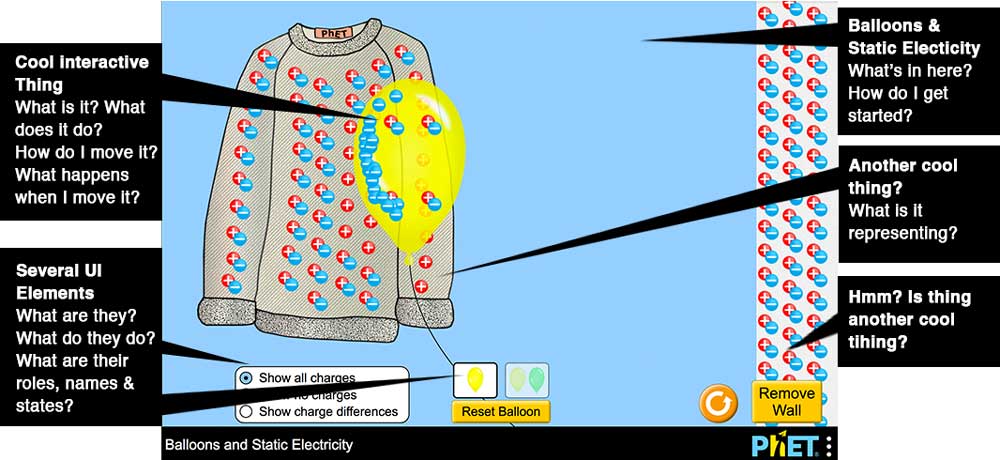 Cool interactive
Thing
What is it? What
does it do?
How do I move it?
What happens
when I move it?
Several UI
Elements
What are they?
What do they do?
What are their
roles, names &
states?
PhET
Show all charges
no charges
Show charge differences
Reset Balloon
Remove
Wall
Balloons and Static Electricity
PhET
Balloons &
Static Electicity
What's in here?
How do I get
started?
Another cool
thing?
What is it
representing?
Hmm? Is thing
another cool
tihing?